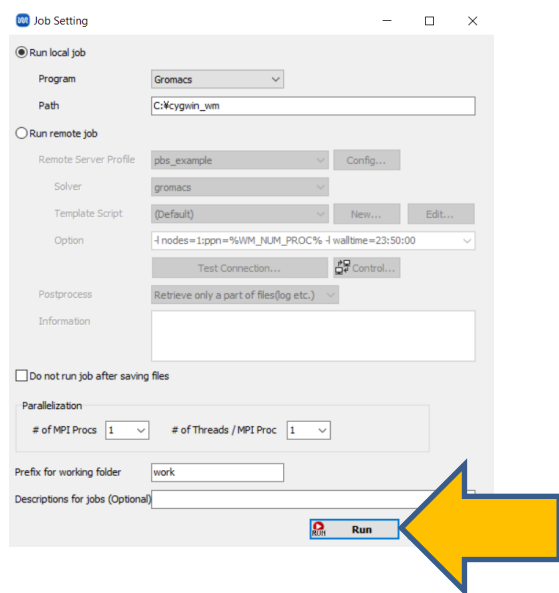 Job Setting
Run local job
Program Gromacs
Path C:¥cygwin_wm
Run remote job
Remote Server Profile pbs_example Config...
Solver gromacs
Template Script (Default) New... Edit...
Option -l nodes=1:ppn=%WM_NUM_PROC% -l walltime=23:50:00
Test Connection... Control...
Postprocess Retrieve only a part of files(log etc.)
Information
Do not run job after saving files
Parallelization
# of MPI Procs 1 # of Threads / MPI Proc 1
Prefix for working folder work
Descriptions for jobs (Optional)
RUN Run